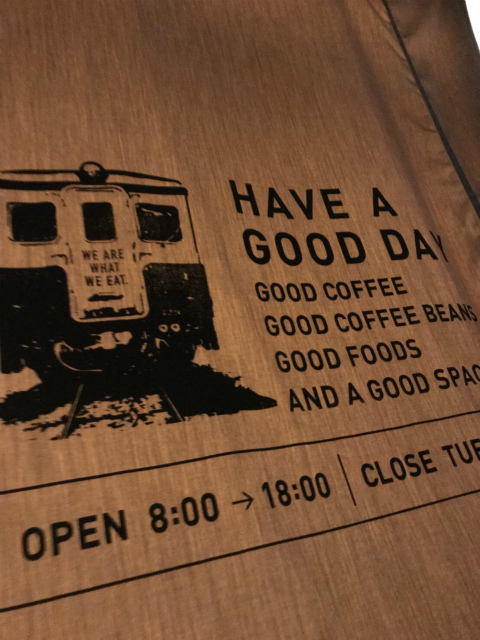 WE ARE
WHAT
WE EAT.
HAVE A
GOOD DAY
GOOD COFFEE
GOOD COFFEE BEANS
GOOD FOODS
AND A GOOD SPAC
OPEN 8:00 → 18:00 | CLOSE TUE